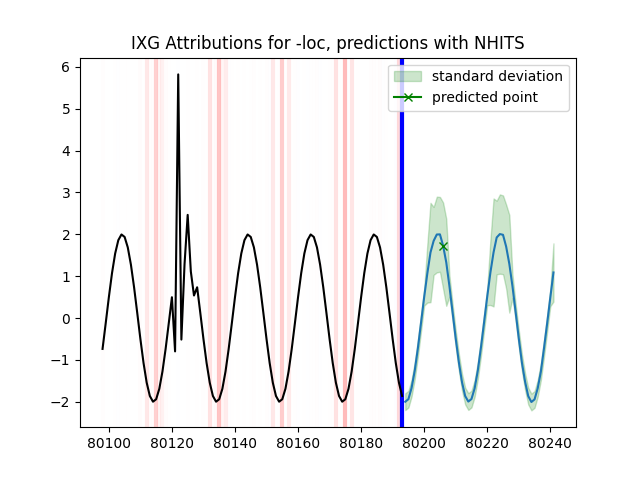 IXG Attributions for -loc, predictions with NHITS
standard deviation
predicted point
6
5
4
3
2
1
0
−1
−2
80100 80120 80140 80160 80180 80200 80220 80240